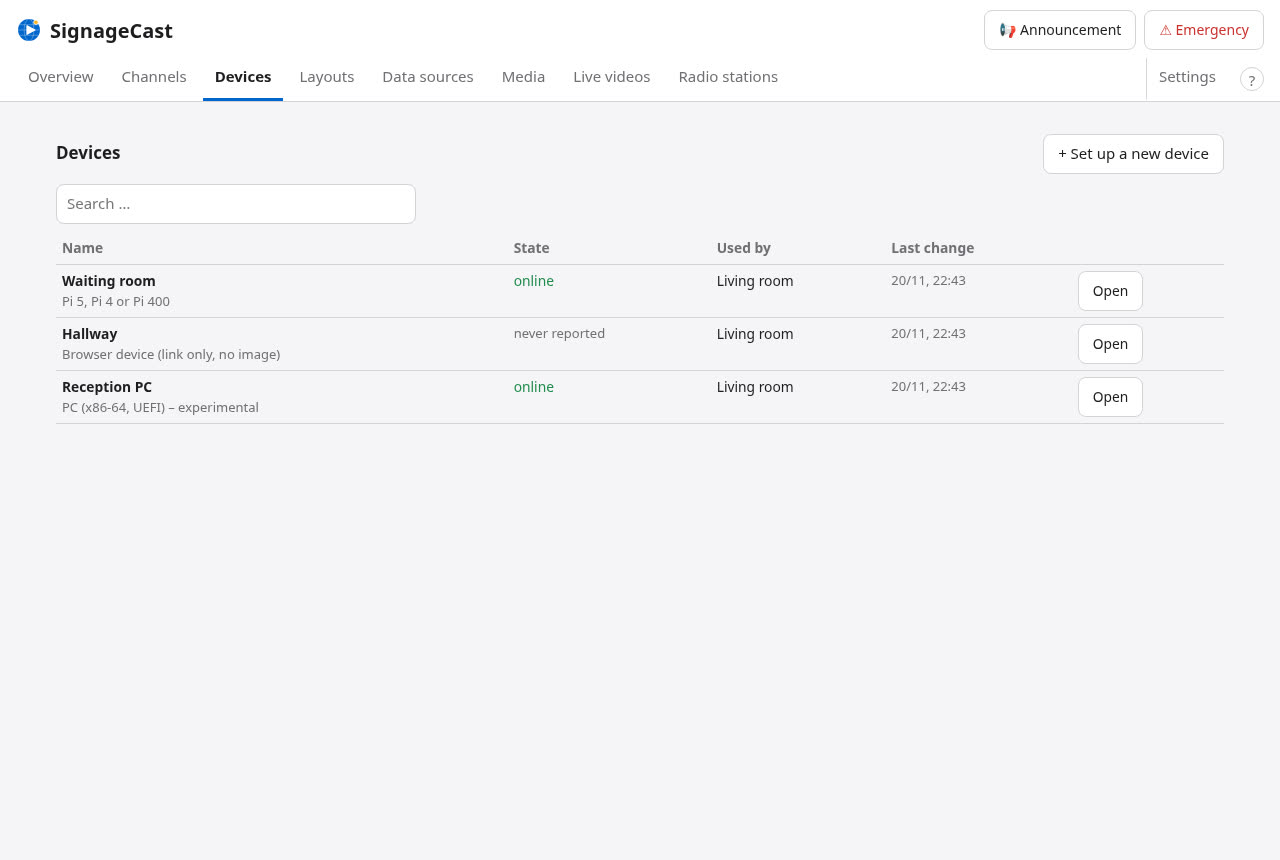 SignageCast
📢 Announcement
⚠ Emergency
Overview Channels Devices Layouts Data sources Media Live videos Radio stations Settings ?
Devices
+ Set up a new device
Search ...
Name State Used by Last change
Waiting room online Living room 20/11, 22:43 Open
Pi 5, Pi 4 or Pi 400
Hallway never reported Living room 20/11, 22:43 Open
Browser device (link only, no image)
Reception PC online Living room 20/11, 22:43 Open
PC (x86-64, UEFI) – experimental